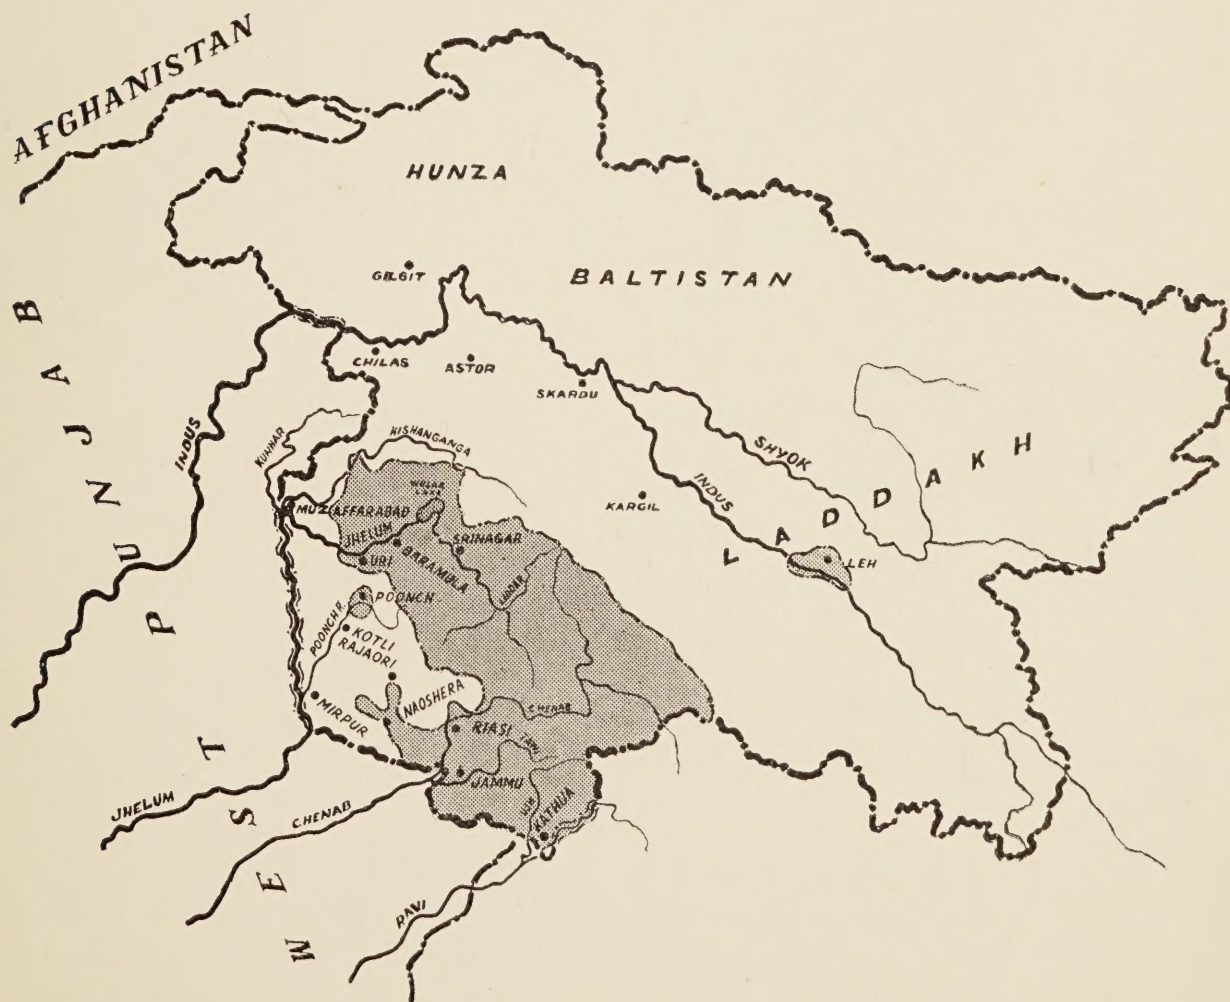 AFGHANISTAN
HUNZA
GILGIT
BALTISTAN
CHILAS
ASTOR
SKARDU
INDUS
KUNHAR
KISHANGANGA
SHYOK
INDUS
KARGIL
LADDAKH
LEH
WULAR
LAKE
MUZAFFARABAD
JHELUM
BARAMULA
SRINAGAR
URI
LIDDAR
POONCH
POONCH R.
KOTLI
RAJAORI
MIRPUR
NAOSHERA
CHENAB
RIASI
TAWI
JAMMU
UJH
KATHUA
JHELUM
CHENAB
RAVI
WEST PUNJAB